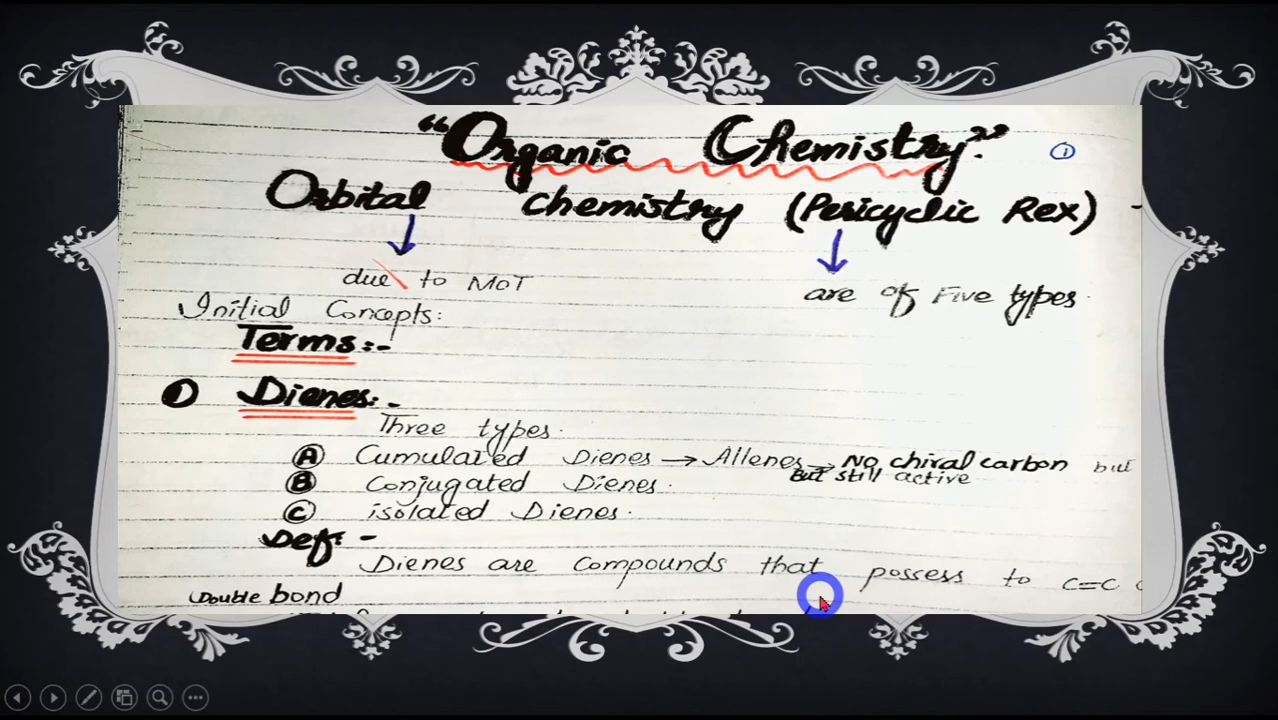 “Organic Chemistry”.
①
Orbital chemistry (Pericyclic Rex) -
due to MOT
are of Five types.
Initial Concepts:
Terms:-
① Dienes:-
Three types.
Ⓐ Cumulated Dienes → Allenes → No chiral carbon but
But still active
Ⓑ Conjugated Dienes.
Ⓒ isolated Dienes.
Def: -
Dienes are compounds that possess to C=C
Double bond